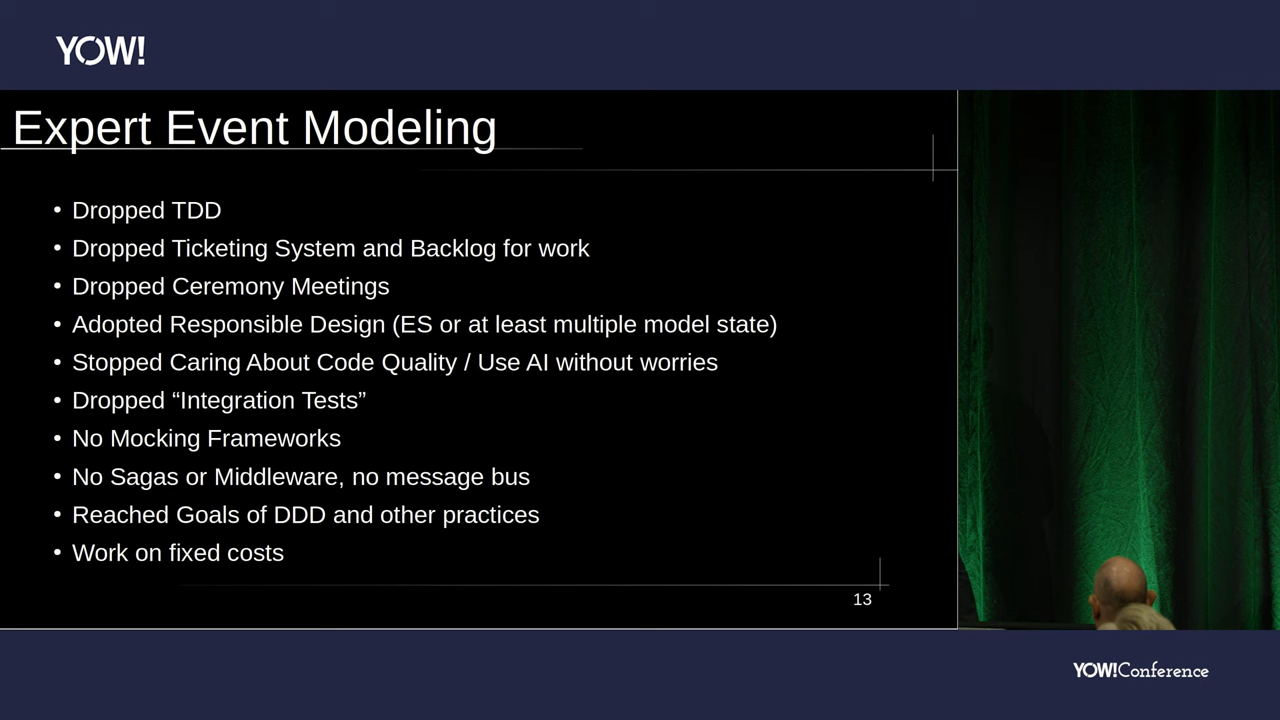 YOW!
Expert Event Modeling
• Dropped TDD
• Dropped Ticketing System and Backlog for work
• Dropped Ceremony Meetings
• Adopted Responsible Design (ES or at least multiple model state)
• Stopped Caring About Code Quality / Use AI without worries
• Dropped “Integration Tests”
• No Mocking Frameworks
• No Sagas or Middleware, no message bus
• Reached Goals of DDD and other practices
• Work on fixed costs
13
YOW!Conference